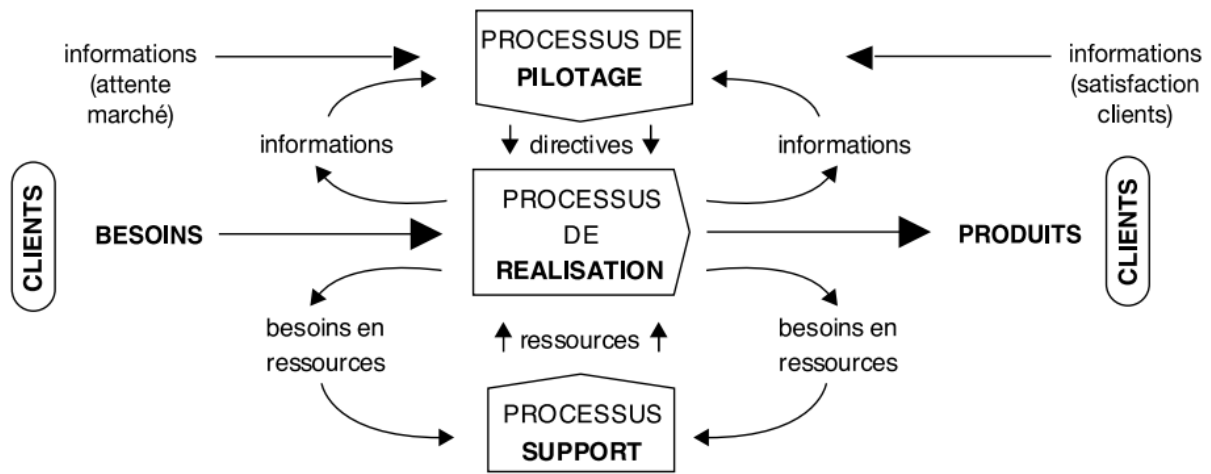 informations
(attente
marché)
PROCESSUS DE
PILOTAGE
informations
(satisfaction
clients)
informations
directives
informations
CLIENTS
BESOINS
PROCESSUS
DE
REALISATION
PRODUITS
CLIENTS
besoins en
ressources
ressources
besoins en
ressources
PROCESSUS
SUPPORT